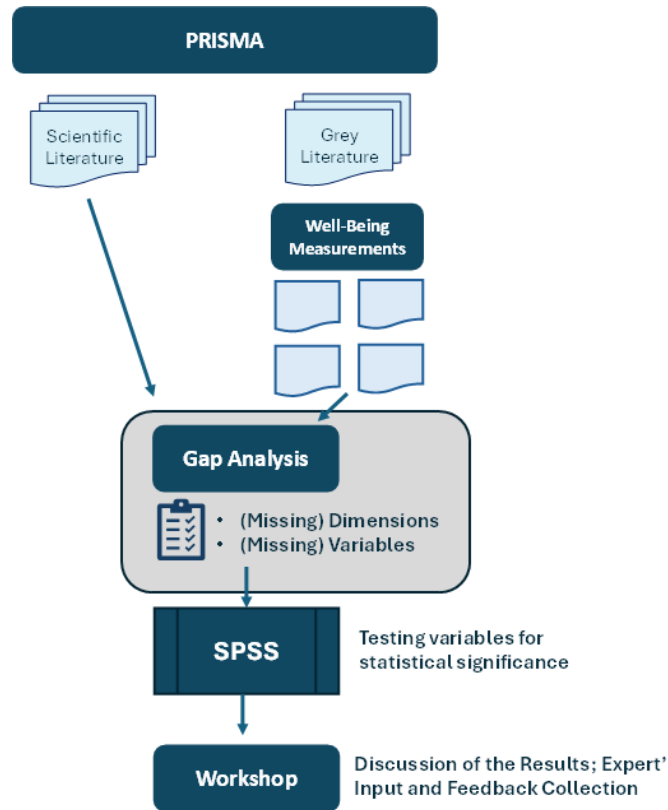 PRISMA
Scientific
Literature
Grey
Literature
Well-Being
Measurements
Gap Analysis
• (Missing) Dimensions
• (Missing) Variables
SPSS
Testing variables for
statistical significance
Workshop
Discussion of the Results; Expert’
Input and Feedback Collection